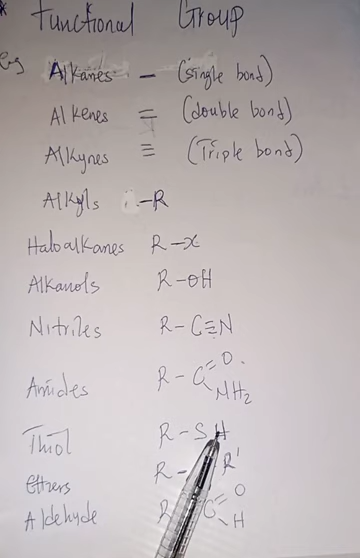 * Functional Group
Eg Alkanes — (single bond)
Alkenes = (double bond)
Alkynes ≡ (Triple bond)
Alkyls -R
Haloalkanes R-X
Alkanols R-OH
Nitriles R-C≡N
Amides R-C=O NH2
Thiol R-SH
Ethers R- R'
Aldehyde R C=O -H